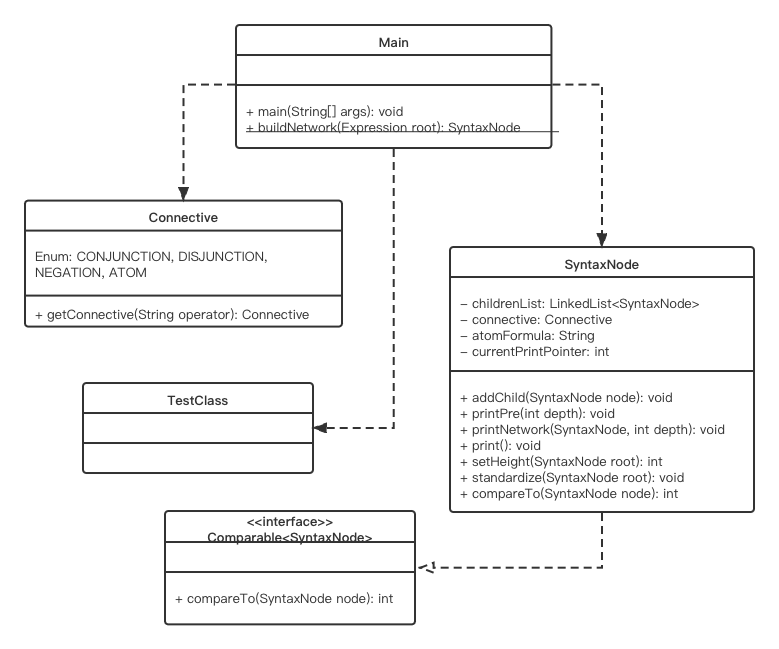 Main
+ main(String[] args): void
+ buildNetwork(Expression root): SyntaxNode
Connective
Enum: CONJUNCTION, DISJUNCTION,
NEGATION, ATOM
+ getConnective(String operator): Connective
SyntaxNode
– childrenList: LinkedList<SyntaxNode>
– connective: Connective
– atomFormula: String
– currentPrintPointer: int
+ addChild(SyntaxNode node): void
+ printPre(int depth): void
+ printNetwork(SyntaxNode, int depth): void
+ print(): void
+ setHeight(SyntaxNode root): int
+ standardize(SyntaxNode root): void
+ compareTo(SyntaxNode node): int
TestClass
<<interface>>
Comparable<SyntaxNode>
+ compareTo(SyntaxNode node): int